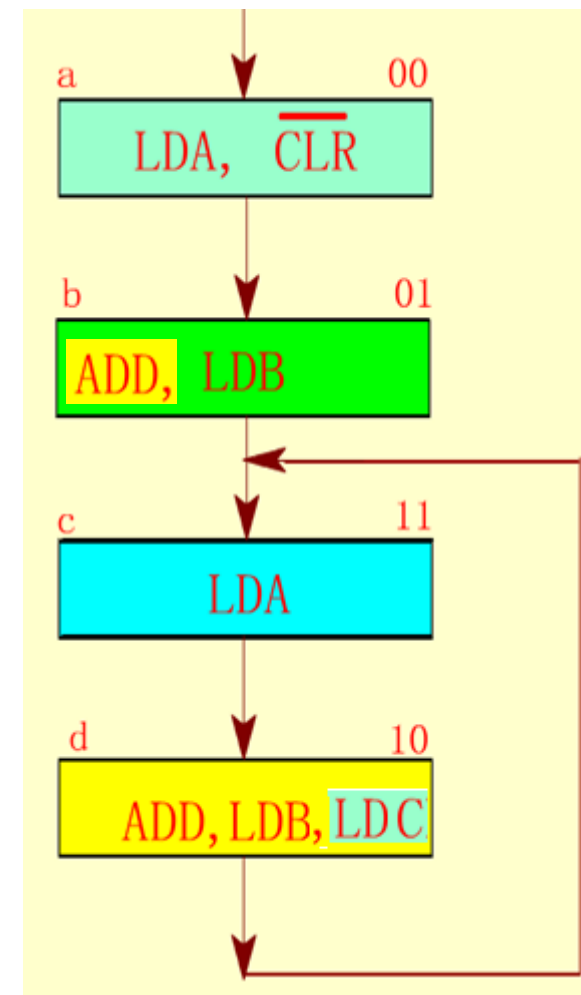 a 00
LDA, CLR
b 01
ADD, LDB
c 11
LDA
d 10
ADD, LDB, LDC